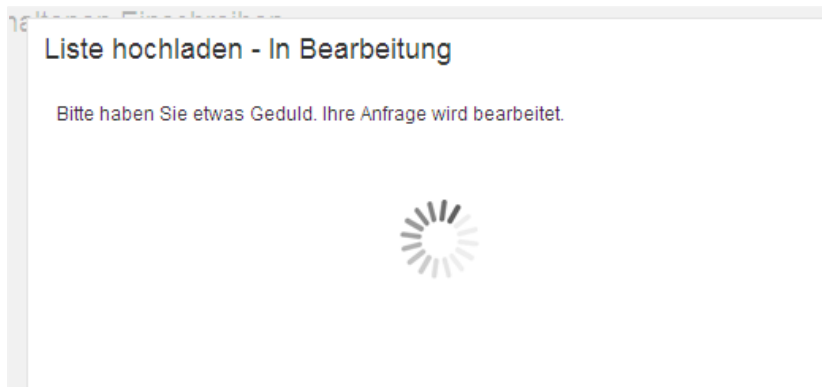 Liste hochladen - In Bearbeitung
Bitte haben Sie etwas Geduld. Ihre Anfrage wird bearbeitet.